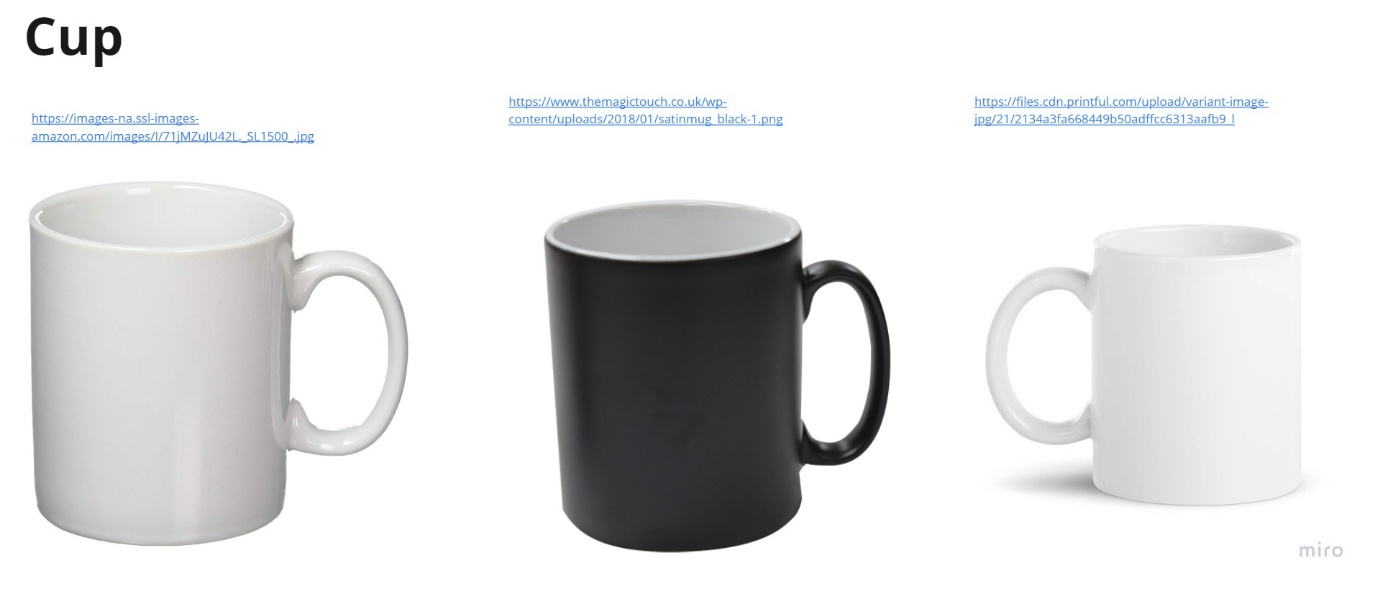 Cup
https://images-na.ssl-images-
amazon.com/images/I/71jMZuJU42L._SL1500_.jpg
https://www.themagictouch.co.uk/wp-
content/uploads/2018/01/satinmug_black-1.png
https://files.cdn.printful.com/upload/variant-image-
jpg/21/2134a3fa668449b50adffcc6313aafb9_l
miro